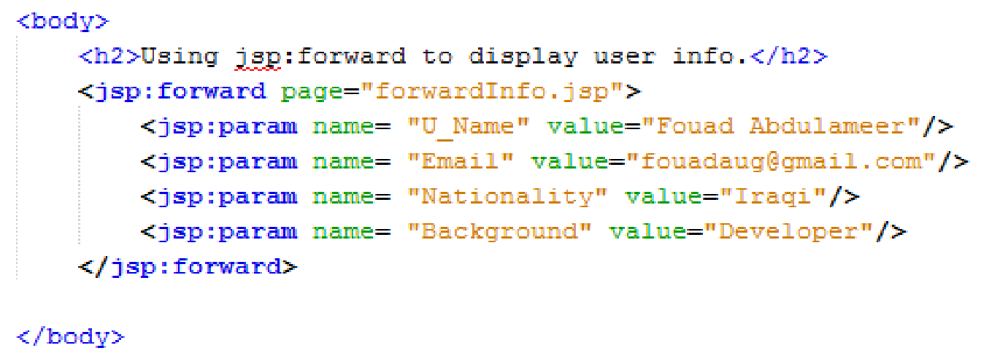 <body>
<h2>Using jsp:forward to display user info.</h2>
<jsp:forward page="forwardInfo.jsp">
<jsp:param name= "U_Name" value="Fouad Abdulameer"/>
<jsp:param name= "Email" value="fouadaug@gmail.com"/>
<jsp:param name= "Nationality" value="Iraqi"/>
<jsp:param name= "Background" value="Developer"/>
</jsp:forward>
</body>